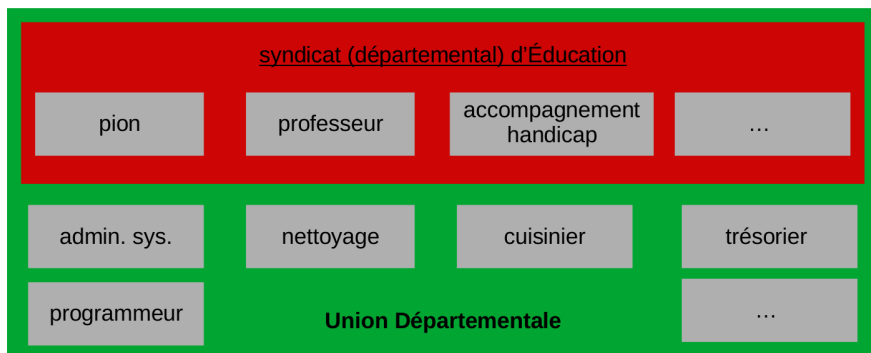 syndicat (départemental) d'Éducation
pion
professeur
accompagnement
handicap
…
admin. sys.
nettoyage
cuisinier
trésorier
programmeur
Union Départementale
…